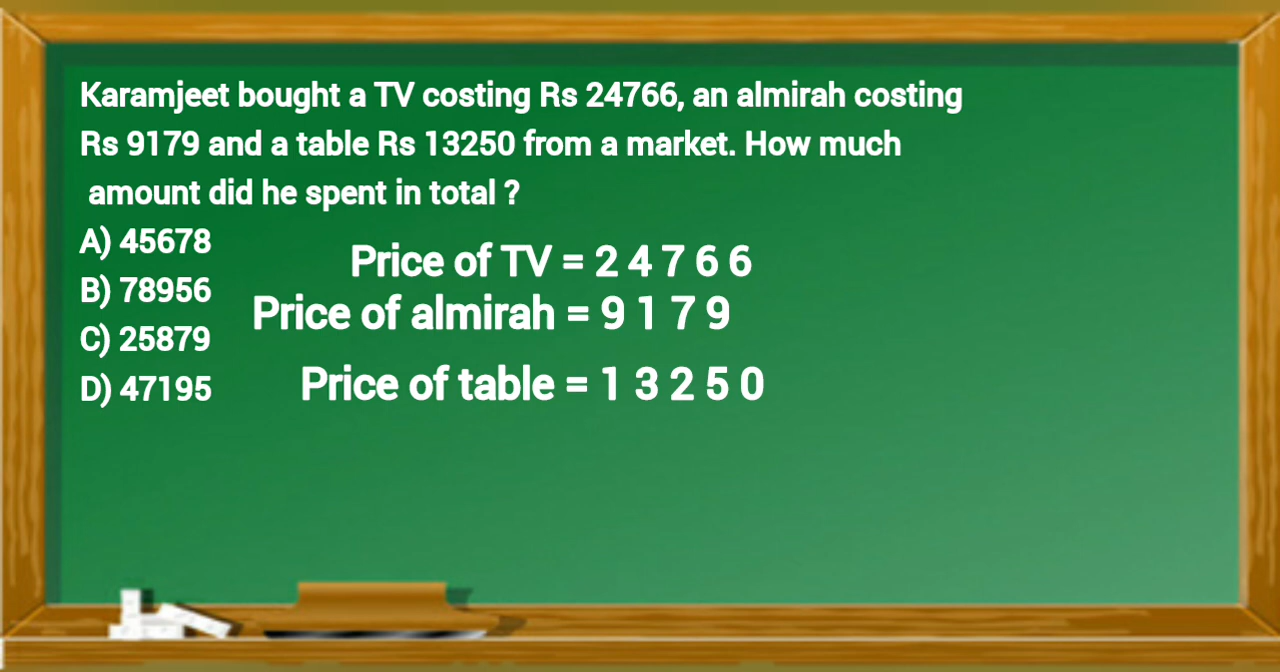 Karamjeet bought a TV costing Rs 24766, an almirah costing
Rs 9179 and a table Rs 13250 from a market. How much
amount did he spent in total ?
A) 45678
B) 78956
C) 25879
D) 47195
Price of TV = 2 4 7 6 6
Price of almirah = 9 1 7 9
Price of table = 1 3 2 5 0